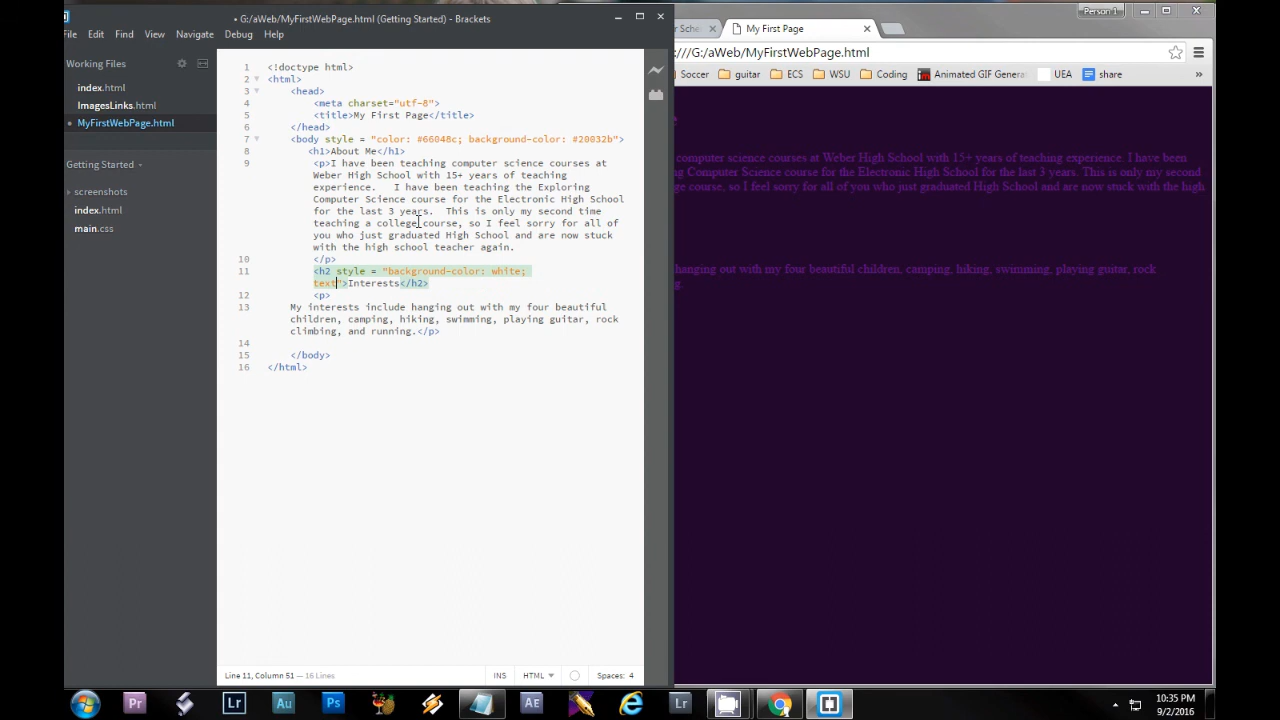 • G:/aWeb/MyFirstWebPage.html (Getting Started) - Brackets
File Edit Find View Navigate Debug Help
Working Files
index.html
ImagesLinks.html
• MyFirstWebPage.html
Getting Started
screenshots
index.html
main.css
1 <!doctype html>
2 <html>
3 <head>
4 <meta charset="utf-8">
5 <title>My First Page</title>
6 </head>
7 <body style = "color: #66048c; background-color: #20032b">
8 <h1>About Me</h1>
9 <p>I have been teaching computer science courses at
Weber High School with 15+ years of teaching
experience. I have been teaching the Exploring
Computer Science course for the Electronic High School
for the last 3 years. This is only my second time
teaching a college course, so I feel sorry for all of
you who just graduated High School and are now stuck
with the high school teacher again.
10 </p>
11 <h2 style = "background-color: white;
text">Interests</h2>
12 <p>
13 My interests include hanging out with my four beautiful
children, camping, hiking, swimming, playing guitar, rock
climbing, and running.</p>
14
15 </body>
16 </html>
Line 11, Column 51 — 16 Lines
INS HTML Spaces: 4
r Sche
My First Page
Person 1
:///G:/aWeb/MyFirstWebPage.html
Soccer guitar ECS WSU Coding Animated GIF Genera UEA share »
e
computer science courses at Weber High School with 15+ years of teaching experience. I have been
ng Computer Science course for the Electronic High School for the last 3 years. This is only my second
ge course, so I feel sorry for all of you who just graduated High School and are now stuck with the high
hanging out with my four beautiful children, camping, hiking, swimming, playing guitar, rock
g.
Pr Lr Au Ps AE Lr
10:35 PM
9/2/2016